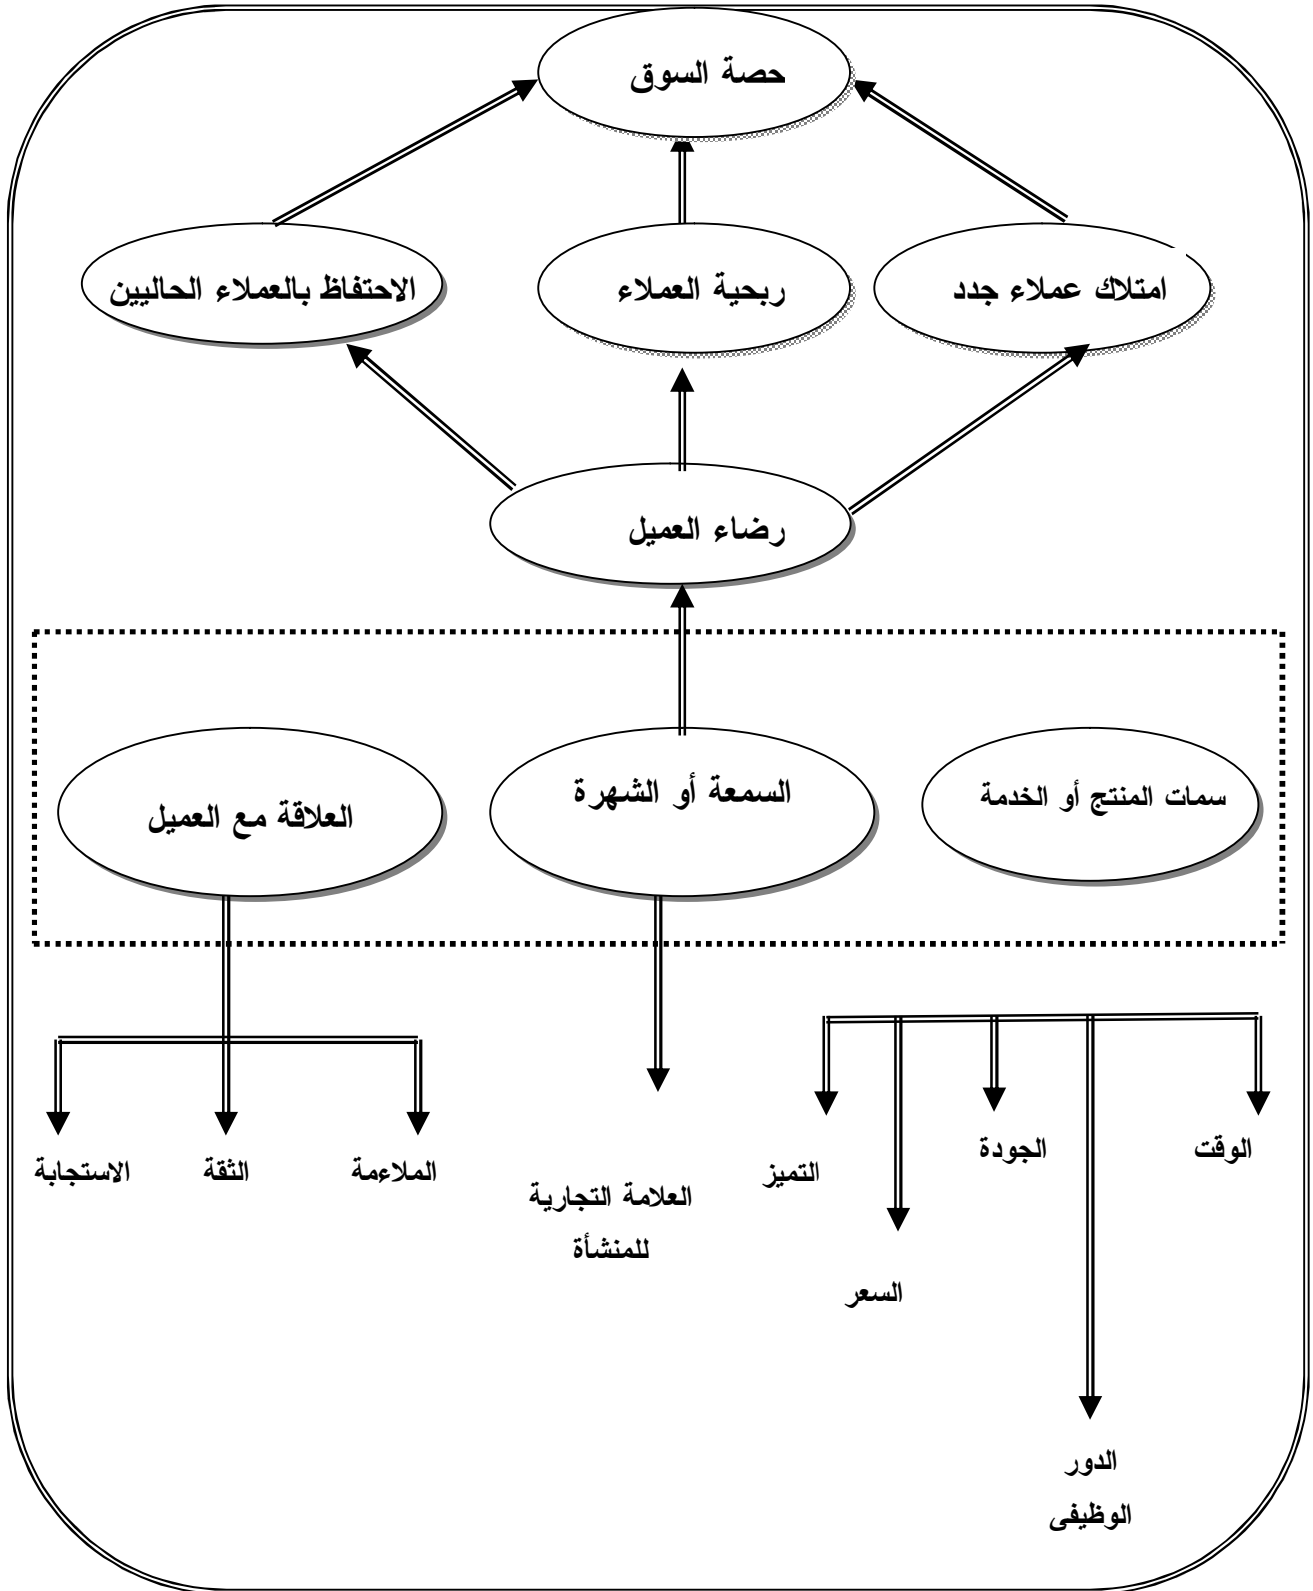 حصة السوق
امتلاك عملاء جدد
ربحية العملاء
الاحتفاظ بالعملاء الحاليين
رضاء العميل
سمات المنتج أو الخدمة
السمعة أو الشهرة
العلاقة مع العميل
الوقت
الجودة
التميز
الملاءمة
الثقة
الاستجابة
العلامة التجارية
للمنشأة
السعر
الدور
الوظيفى